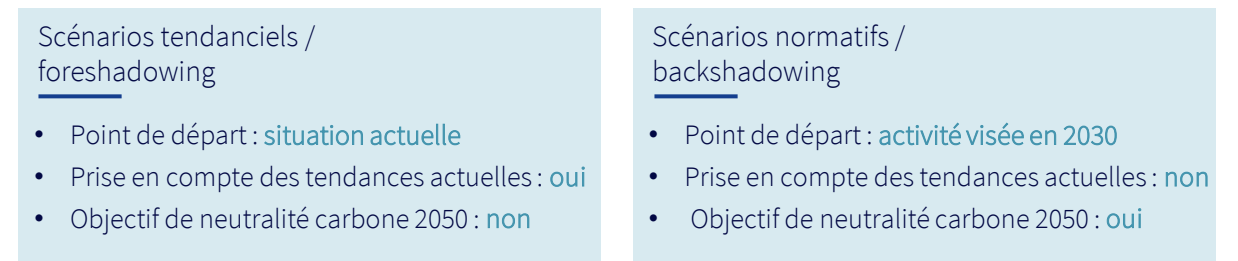 Scénarios tendanciels /
foreshadowing
• Point de départ : situation actuelle
• Prise en compte des tendances actuelles : oui
• Objectif de neutralité carbone 2050 : non
Scénarios normatifs /
backshadowing
• Point de départ : activité visée en 2030
• Prise en compte des tendances actuelles : non
• Objectif de neutralité carbone 2050 : oui